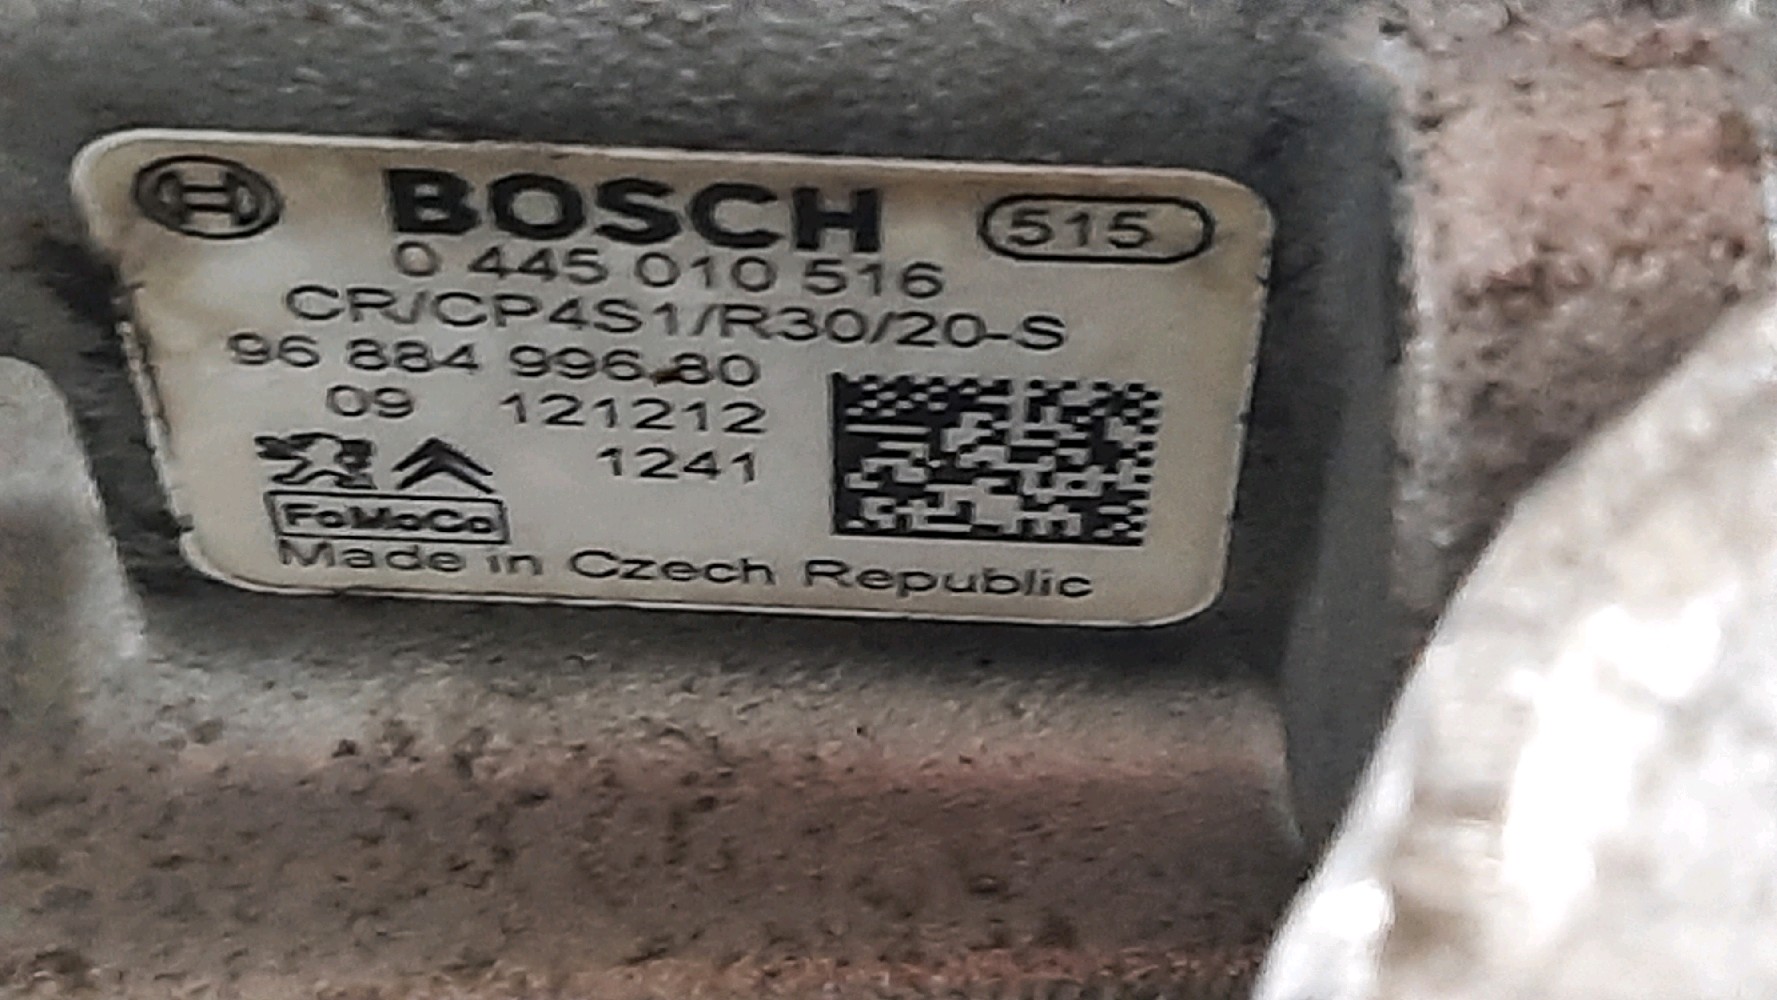 BOSCH 515
0 445 010 516
CR/CP4S1/R30/20-S
96 884 996 80
09 121212
1241
FoMoCo
Made in Czech Republic